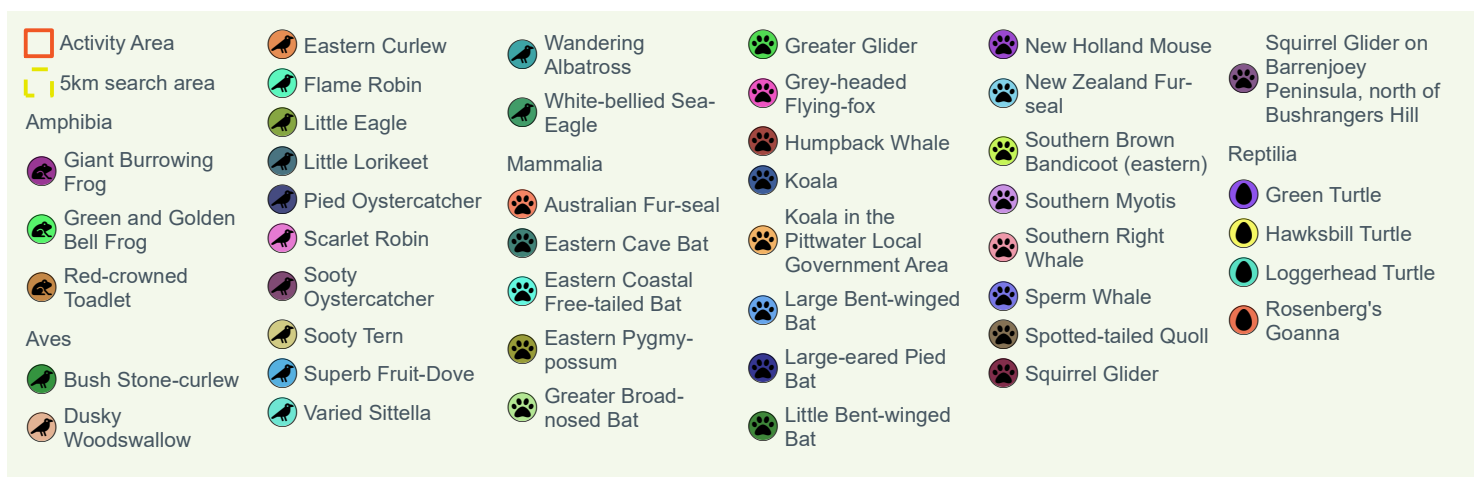 Activity Area
5km search area
Amphibia
Giant Burrowing
Frog
Green and Golden
Bell Frog
Red-crowned
Toadlet
Aves
Bush Stone-curlew
Dusky
Woodswallow
Eastern Curlew
Flame Robin
Little Eagle
Little Lorikeet
Pied Oystercatcher
Scarlet Robin
Sooty
Oystercatcher
Sooty Tern
Superb Fruit-Dove
Varied Sittella
Wandering
Albatross
White-bellied Sea-
Eagle
Mammalia
Australian Fur-seal
Eastern Cave Bat
Eastern Coastal
Free-tailed Bat
Eastern Pygmy-
possum
Greater Broad-
nosed Bat
Greater Glider
Grey-headed
Flying-fox
Humpback Whale
Koala
Koala in the
Pittwater Local
Government Area
Large Bent-winged
Bat
Large-eared Pied
Bat
Little Bent-winged
Bat
New Holland Mouse
New Zealand Fur-
seal
Southern Brown
Bandicoot (eastern)
Southern Myotis
Southern Right
Whale
Sperm Whale
Spotted-tailed Quoll
Squirrel Glider
Squirrel Glider on
Barrenjoey
Peninsula, north of
Bushrangers Hill
Reptilia
Green Turtle
Hawksbill Turtle
Loggerhead Turtle
Rosenberg's
Goanna